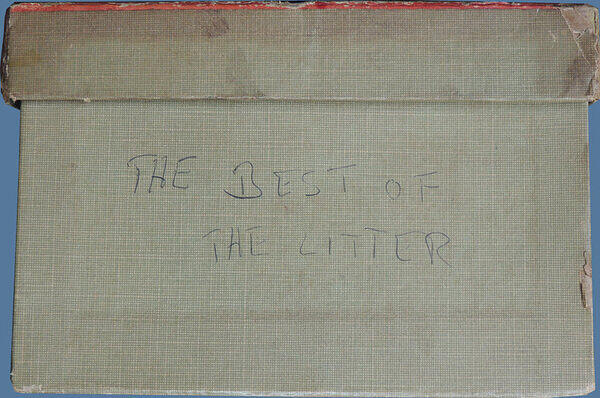 THE BEST OF
THE LITTER